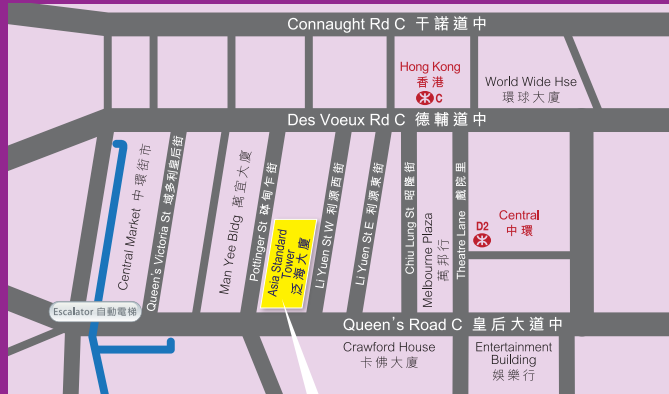 Connaught Rd C 干諾道中
Hong Kong
香港
C
World Wide Hse
環球大廈
Des Voeux Rd C 德輔道中
Central Market 中環街市
Queen's Victoria St 域多利皇后街
Man Yee Bldg 萬宜大廈
Pottinger St 砵甸乍街
Asia Standard
Tower
泛海大廈
Li Yuen St W 利源西街
Li Yuen St E 利源東街
Chiu Lung St 昭隆街
Melbourne Plaza
萬邦行
Theatre Lane 戲院里
D2
Central
中環
Escalator 自動電梯
Queen's Road C 皇后大道中
Crawford House
卡佛大廈
Entertainment
Building
娛樂行